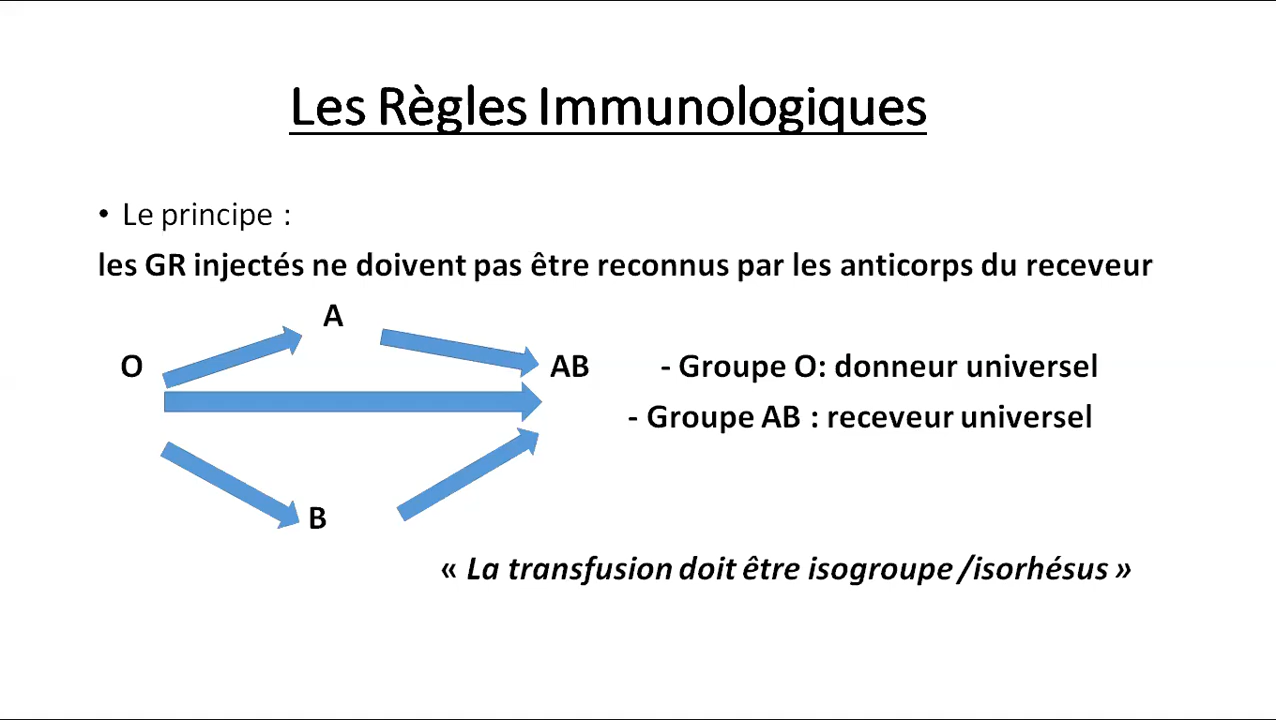 Les Règles Immunologiques
• Le principe :
les GR injectés ne doivent pas être reconnus par les anticorps du receveur
A
O AB - Groupe O: donneur universel
- Groupe AB : receveur universel
B
« La transfusion doit être isogroupe /isorhésus »